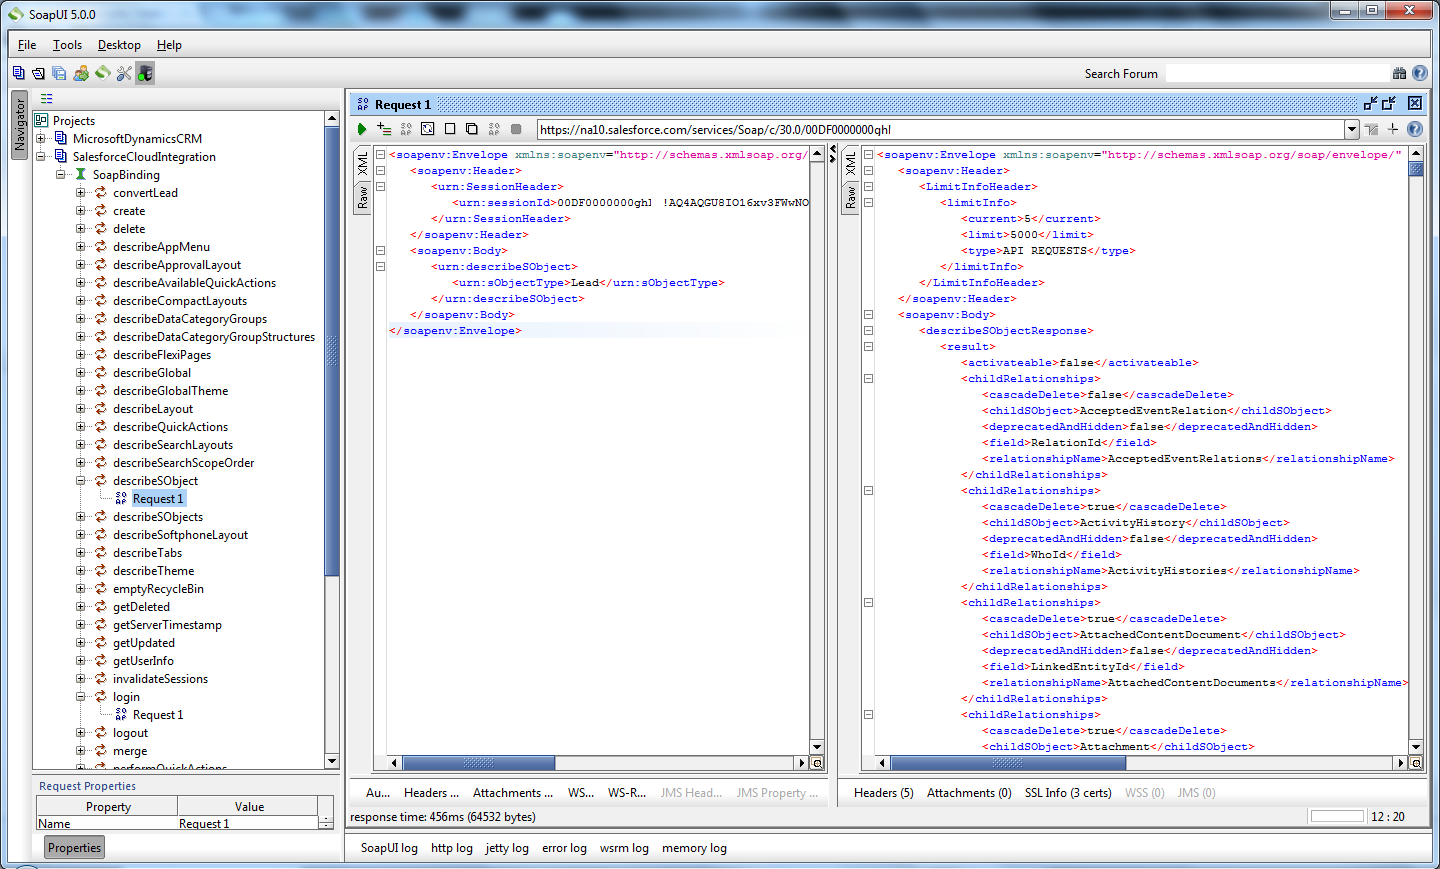 SoapUI 5.0.0
File Tools Desktop Help
Search Forum
Navigator
Projects
MicrosoftDynamicsCRM
SalesforceCloudIntegration
SoapBinding
convertLead
create
delete
describeAppMenu
describeApprovalLayout
describeAvailableQuickActions
describeCompactLayouts
describeDataCategoryGroups
describeDataCategoryGroupStructures
describeFlexiPages
describeGlobal
describeGlobalTheme
describeLayout
describeQuickActions
describeSearchLayouts
describeSearchScopeOrder
describeSObject
Request 1
describeSObjects
describeSoftphoneLayout
describeTabs
describeTheme
emptyRecycleBin
getDeleted
getServerTimestamp
getUpdated
getUserInfo
invalidateSessions
login
Request 1
logout
merge
performQuickActions
Request Properties
Property Value
Name Request 1
Properties
Request 1
https://na10.salesforce.com/services/Soap/c/30.0/00DF0000000ghl
XML
Raw
<soapenv:Envelope xmlns:soapenv="http://schemas.xmlsoap.org/
<soapenv:Header>
<urn:SessionHeader>
<urn:sessionId>00DF0000000ghl !AQ4AQGU8IO16xv3FWwNO
</urn:SessionHeader>
</soapenv:Header>
<soapenv:Body>
<urn:describeSObject>
<urn:sObjectType>Lead</urn:sObjectType>
</urn:describeSObject>
</soapenv:Body>
</soapenv:Envelope>
Au... Headers ... Attachments ... WS... WS-R... JMS Head... JMS Property ...
XML
Raw
<soapenv:Envelope xmlns:soapenv="http://schemas.xmlsoap.org/soap/envelope/"
<soapenv:Header>
<LimitInfoHeader>
<limitInfo>
<current>5</current>
<limit>5000</limit>
<type>API REQUESTS</type>
</limitInfo>
</LimitInfoHeader>
</soapenv:Header>
<soapenv:Body>
<describeSObjectResponse>
<result>
<activateable>false</activateable>
<childRelationships>
<cascadeDelete>false</cascadeDelete>
<childSObject>AcceptedEventRelation</childSObject>
<deprecatedAndHidden>false</deprecatedAndHidden>
<field>RelationId</field>
<relationshipName>AcceptedEventRelations</relationshipName>
</childRelationships>
<childRelationships>
<cascadeDelete>true</cascadeDelete>
<childSObject>ActivityHistory</childSObject>
<deprecatedAndHidden>false</deprecatedAndHidden>
<field>WhoId</field>
<relationshipName>ActivityHistories</relationshipName>
</childRelationships>
<childRelationships>
<cascadeDelete>true</cascadeDelete>
<childSObject>AttachedContentDocument</childSObject>
<deprecatedAndHidden>false</deprecatedAndHidden>
<field>LinkedEntityId</field>
<relationshipName>AttachedContentDocuments</relationshipName>
</childRelationships>
<childRelationships>
<cascadeDelete>true</cascadeDelete>
<childSObject>Attachment</childSObject>
Headers (5) Attachments (0) SSL Info (3 certs) WSS (0) JMS (0)
response time: 456ms (64532 bytes)
12 : 20
SoapUI log http log jetty log error log wsrm log memory log